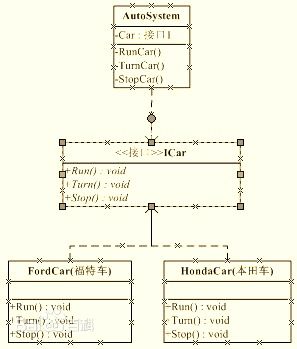 AutoSystem
-Car : 接口I
-RunCar()
-TurnCar()
-StopCar()
<<接口>>ICar
+Run() : void
+Turn() : void
+Stop() : void
FordCar(福特车)
+Run() : void
+Turn() : void
+Stop() : void
HondaCar(本田车)
+Run() : void
+Turn() : void
+Stop() : void